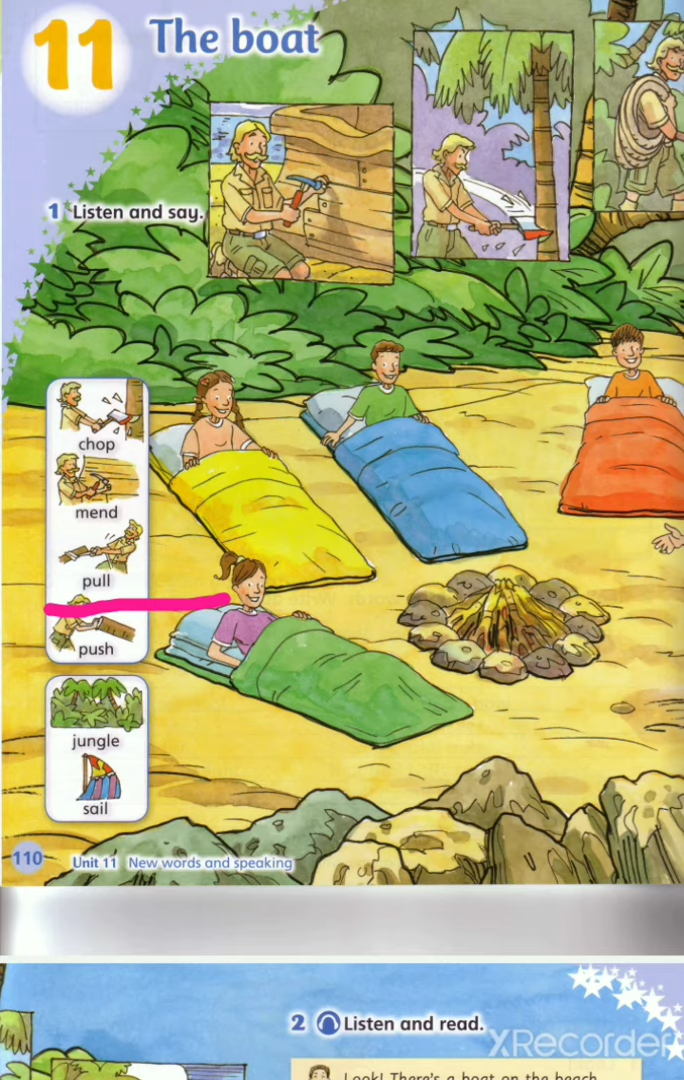 11 The boat
1 Listen and say.
chop
mend
pull
push
jungle
sail
110 Unit 11 New words and speaking
2 Listen and read.
XRecorder
Look! There's a boat on the beach